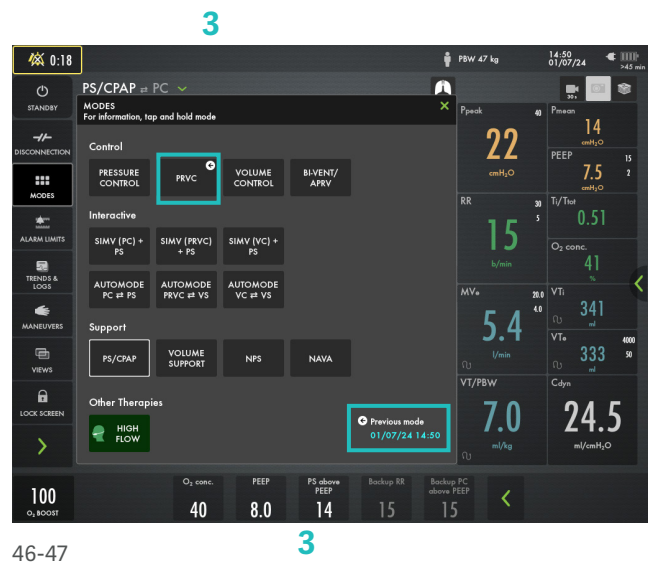 3
0:18
PBW 47 kg
14:50
01/07/24
>45 min
STANDBY
DISCONNECTION
MODES
ALARM LIMITS
TRENDS &
LOGS
MANEUVERS
VIEWS
LOCK SCREEN
100
O₂ BOOST
PS/CPAP ⇄ PC
30 s
MODES
For information, tap and hold mode
Control
PRESSURE
CONTROL
PRVC
VOLUME
CONTROL
BI-VENT/
APRV
Interactive
SIMV (PC) +
PS
SIMV (PRVC)
+ PS
SIMV (VC) +
PS
AUTOMODE
PC ⇄ PS
AUTOMODE
PRVC ⇄ VS
AUTOMODE
VC ⇄ VS
Support
PS/CPAP
VOLUME
SUPPORT
NPS
NAVA
Other Therapies
HIGH
FLOW
Previous mode
01/07/24 14:50
Ppeak 40
22
cmH₂O
Pmean
14
cmH₂O
PEEP 15
7.5 2
cmH₂O
RR 30
5
15
b/min
Ti/Ttot
0.51
O₂ conc.
41
%
MVe 20.0
4.0
5.4
l/min
VTi
341
ml
VTe 4000
333 50
ml
VT/PBW
7.0
ml/kg
Cdyn
24.5
ml/cmH₂O
O₂ conc.
40
PEEP
8.0
PS above
PEEP
14
Backup RR
15
Backup PC
above PEEP
15
46-47
3